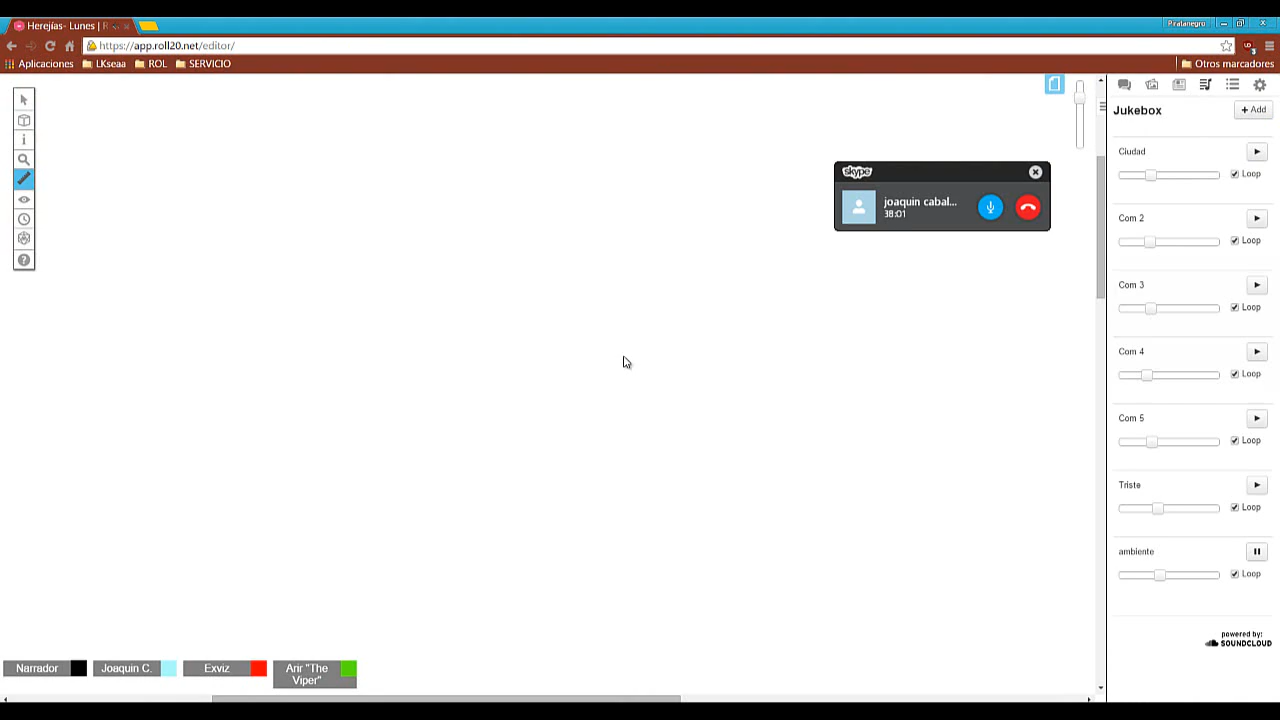 Herejías- Lunes | R
Piratanegro
https://app.roll20.net/editor/
Aplicaciones
LKseaa
ROL
SERVICIO
Otros marcadores
Jukebox
+ Add
Ciudad
Loop
skype
joaquin cabal...
38:01
Com 2
Loop
Com 3
Loop
Com 4
Loop
Com 5
Loop
Triste
Loop
ambiente
Loop
powered by:
SOUNDCLOUD
Narrador
Joaquin C.
Exviz
Arir "The
Viper"